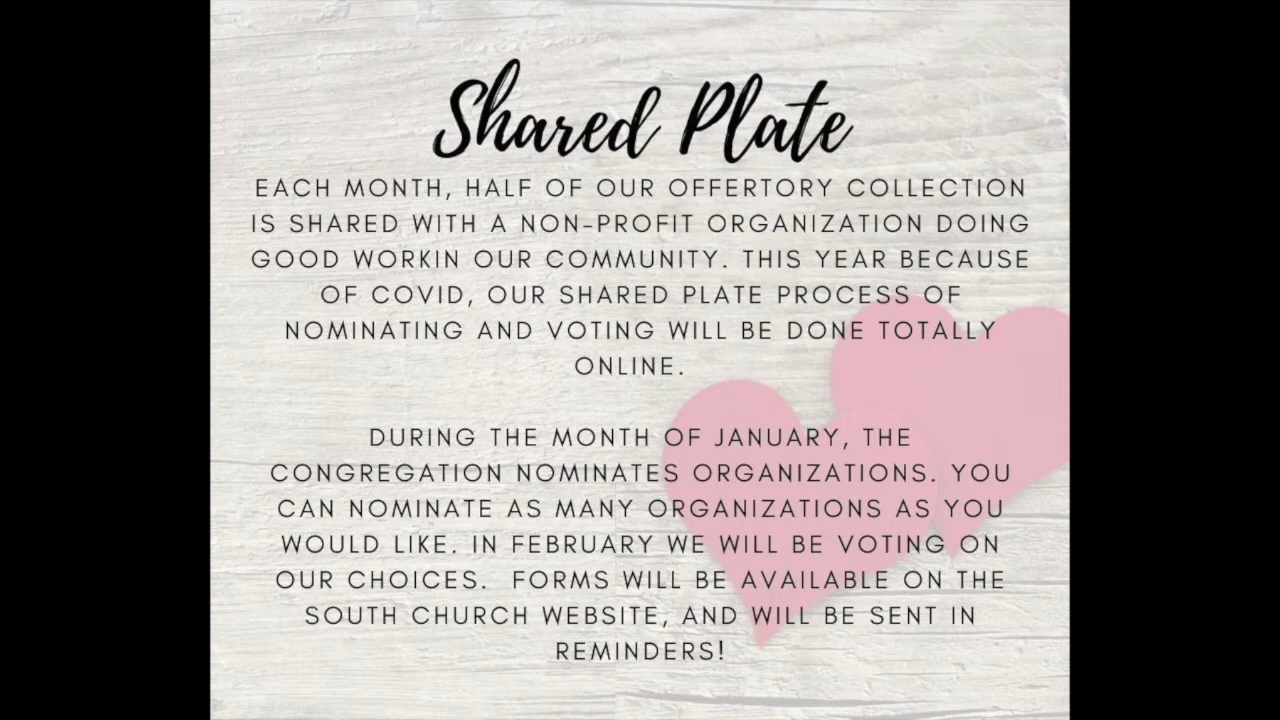 Shared Plate
EACH MONTH, HALF OF OUR OFFERTORY COLLECTION
IS SHARED WITH A NON-PROFIT ORGANIZATION DOING
GOOD WORKIN OUR COMMUNITY. THIS YEAR BECAUSE
OF COVID, OUR SHARED PLATE PROCESS OF
NOMINATING AND VOTING WILL BE DONE TOTALLY
ONLINE.
DURING THE MONTH OF JANUARY, THE
CONGREGATION NOMINATES ORGANIZATIONS. YOU
CAN NOMINATE AS MANY ORGANIZATIONS AS YOU
WOULD LIKE. IN FEBRUARY WE WILL BE VOTING ON
OUR CHOICES. FORMS WILL BE AVAILABLE ON THE
SOUTH CHURCH WEBSITE, AND WILL BE SENT IN
REMINDERS!